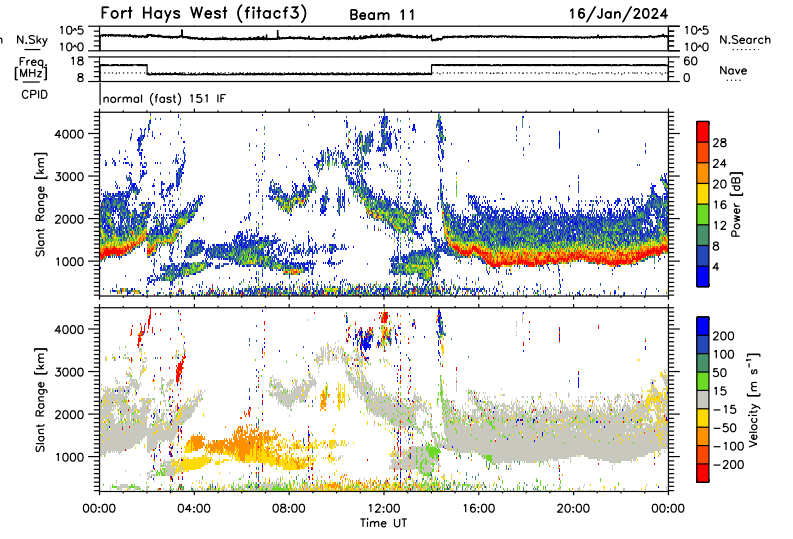 Fort Hays West (fitacf3) Beam 11 16/Jan/2024
n N.Sky 10^5 10^0 10^5 10^0 N.Search
Freq. [MHz] 18 8 60 0 Nave
CPID normal (fast) 151 IF
Slant Range [km] 4000 3000 2000 1000
28 24 20 16 12 8 4 Power [dB]
Slant Range [km] 4000 3000 2000 1000
200 100 50 15 -15 -50 -100 -200 Velocity [m s⁻¹]
00:00 04:00 08:00 12:00 16:00 20:00 00:00
Time UT